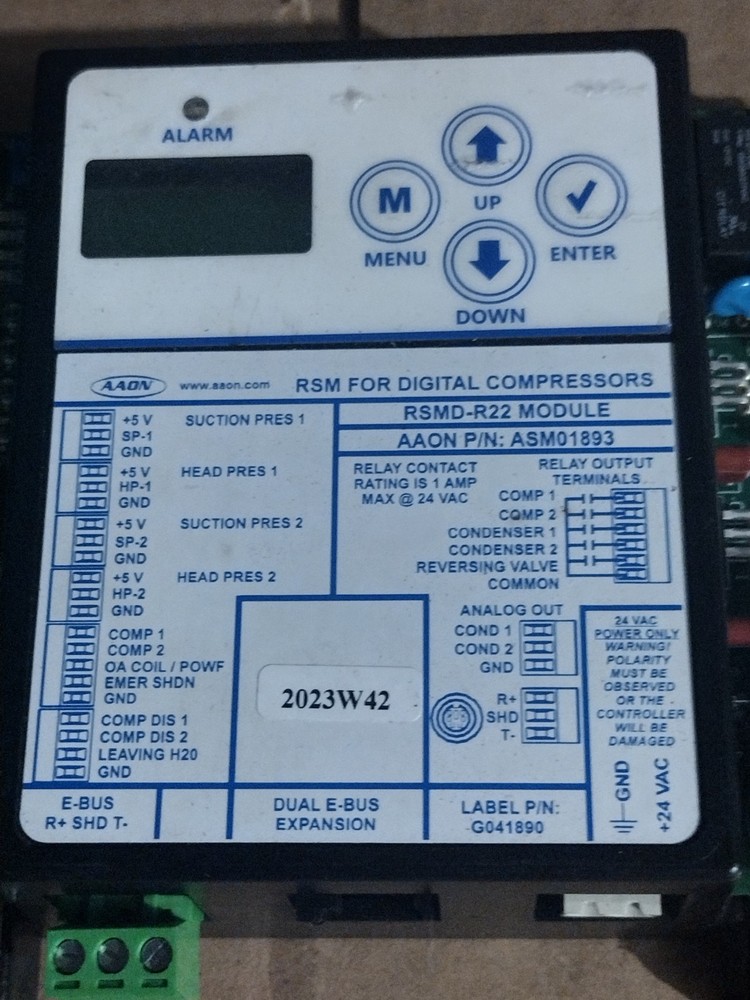 ALARM
M
UP
MENU
ENTER
DOWN
AAON www.aaon.com RSM FOR DIGITAL COMPRESSORS
RSMD-R22 MODULE
AAON P/N: ASM01893
+5 V SUCTION PRES 1
SP-1
GND
+5 V HEAD PRES 1
HP-1
GND
+5 V SUCTION PRES 2
SP-2
GND
+5 V HEAD PRES 2
HP-2
GND
COMP 1
COMP 2
OA COIL / POWF
EMER SHDN
GND
COMP DIS 1
COMP DIS 2
LEAVING H20
GND
RELAY CONTACT
RATING IS 1 AMP
MAX @ 24 VAC
RELAY OUTPUT
TERMINALS
COMP 1
COMP 2
CONDENSER 1
CONDENSER 2
REVERSING VALVE
COMMON
ANALOG OUT
COND 1
COND 2
GND
R+
SHD
T-
24 VAC
POWER ONLY
WARNING!
POLARITY
MUST BE
OBSERVED
OR THE
CONTROLLER
WILL BE
DAMAGED
GND
+24 VAC
2023W42
E-BUS
R+ SHD T-
DUAL E-BUS
EXPANSION
LABEL P/N:
G041890